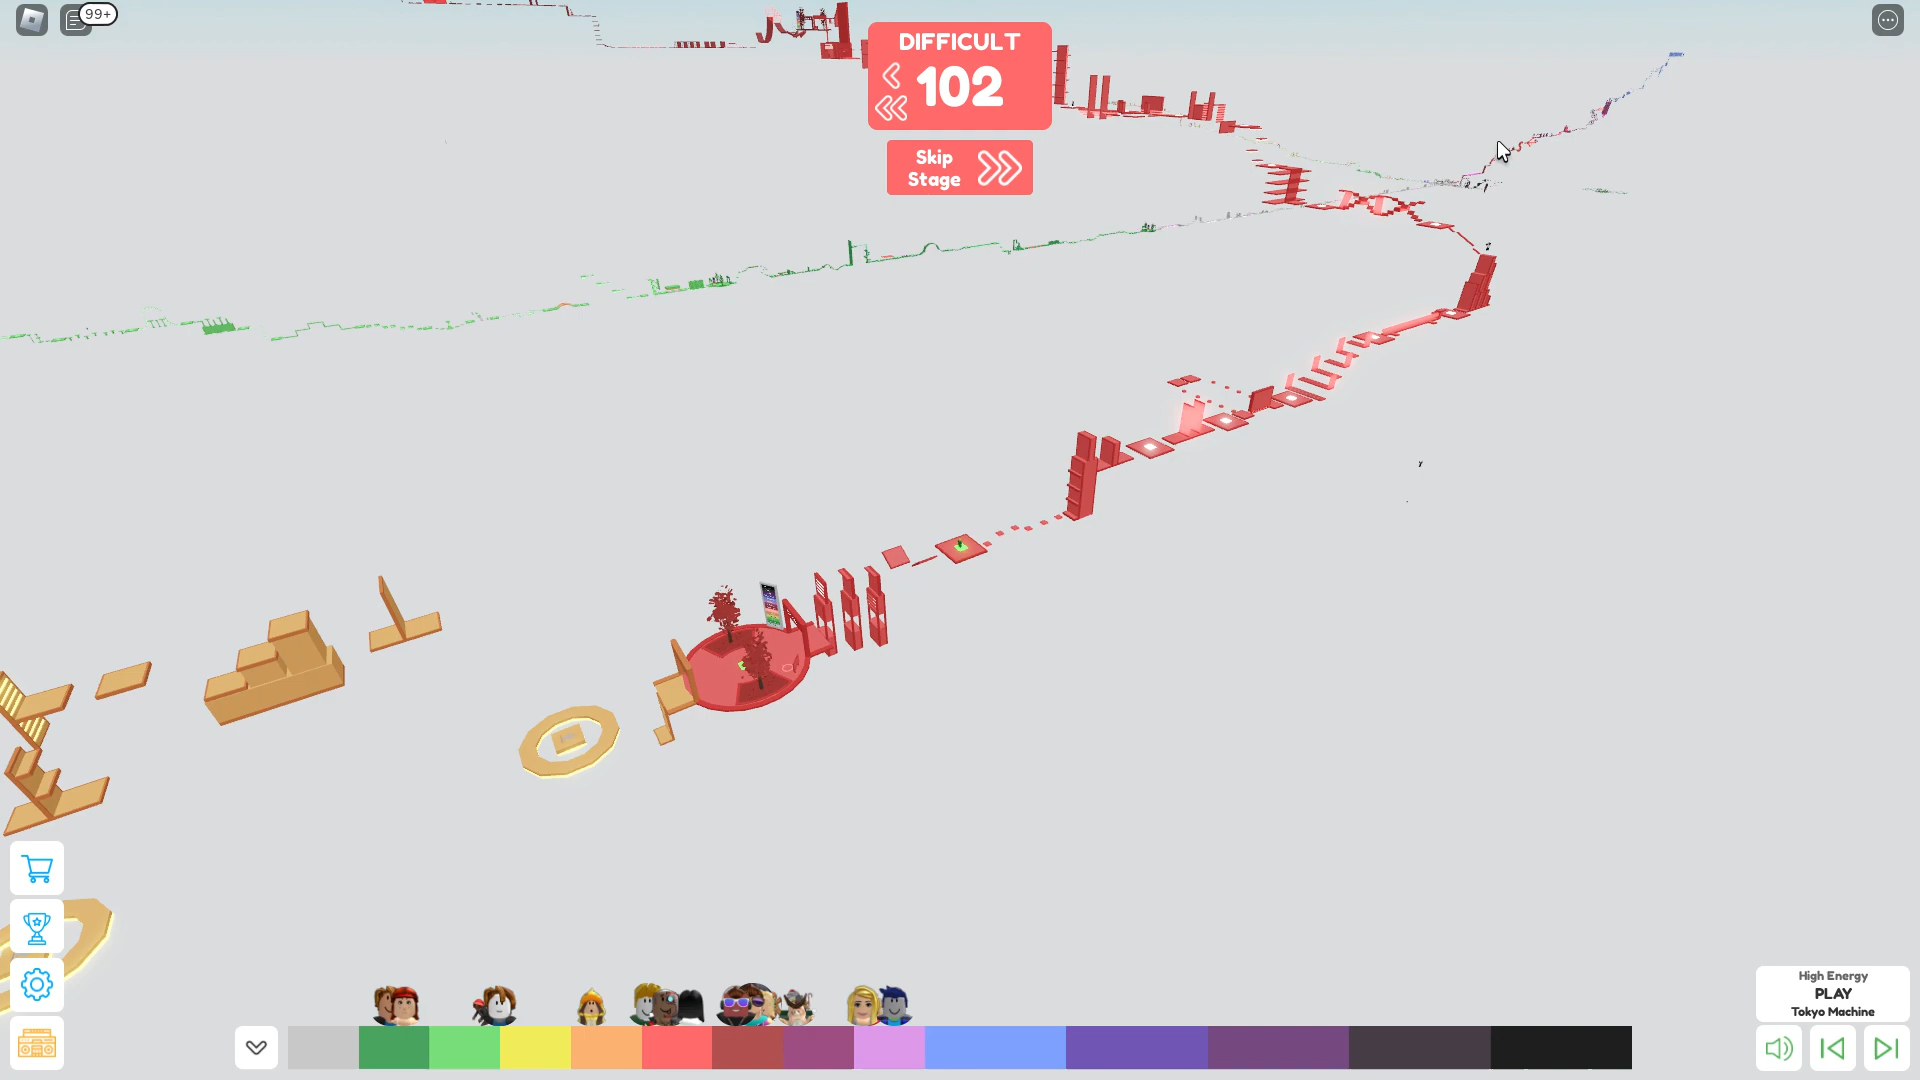 99+
DIFFICULT
102
Skip
Stage
High Energy
PLAY
Tokyo Machine